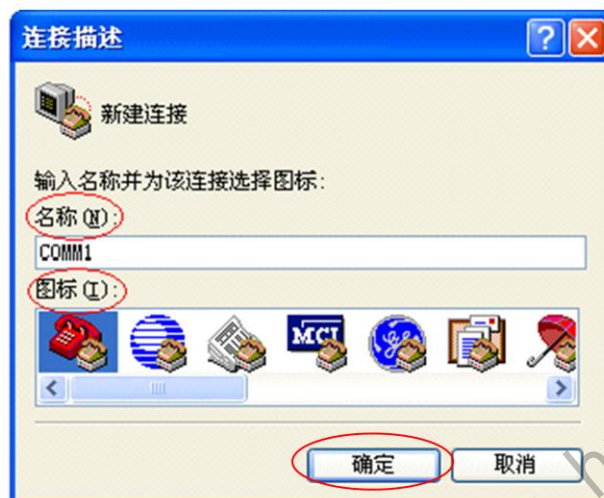 连接描述
新建连接
输入名称并为该连接选择图标:
名称(N):
COMM1
图标(I):
MCI
确定 取消